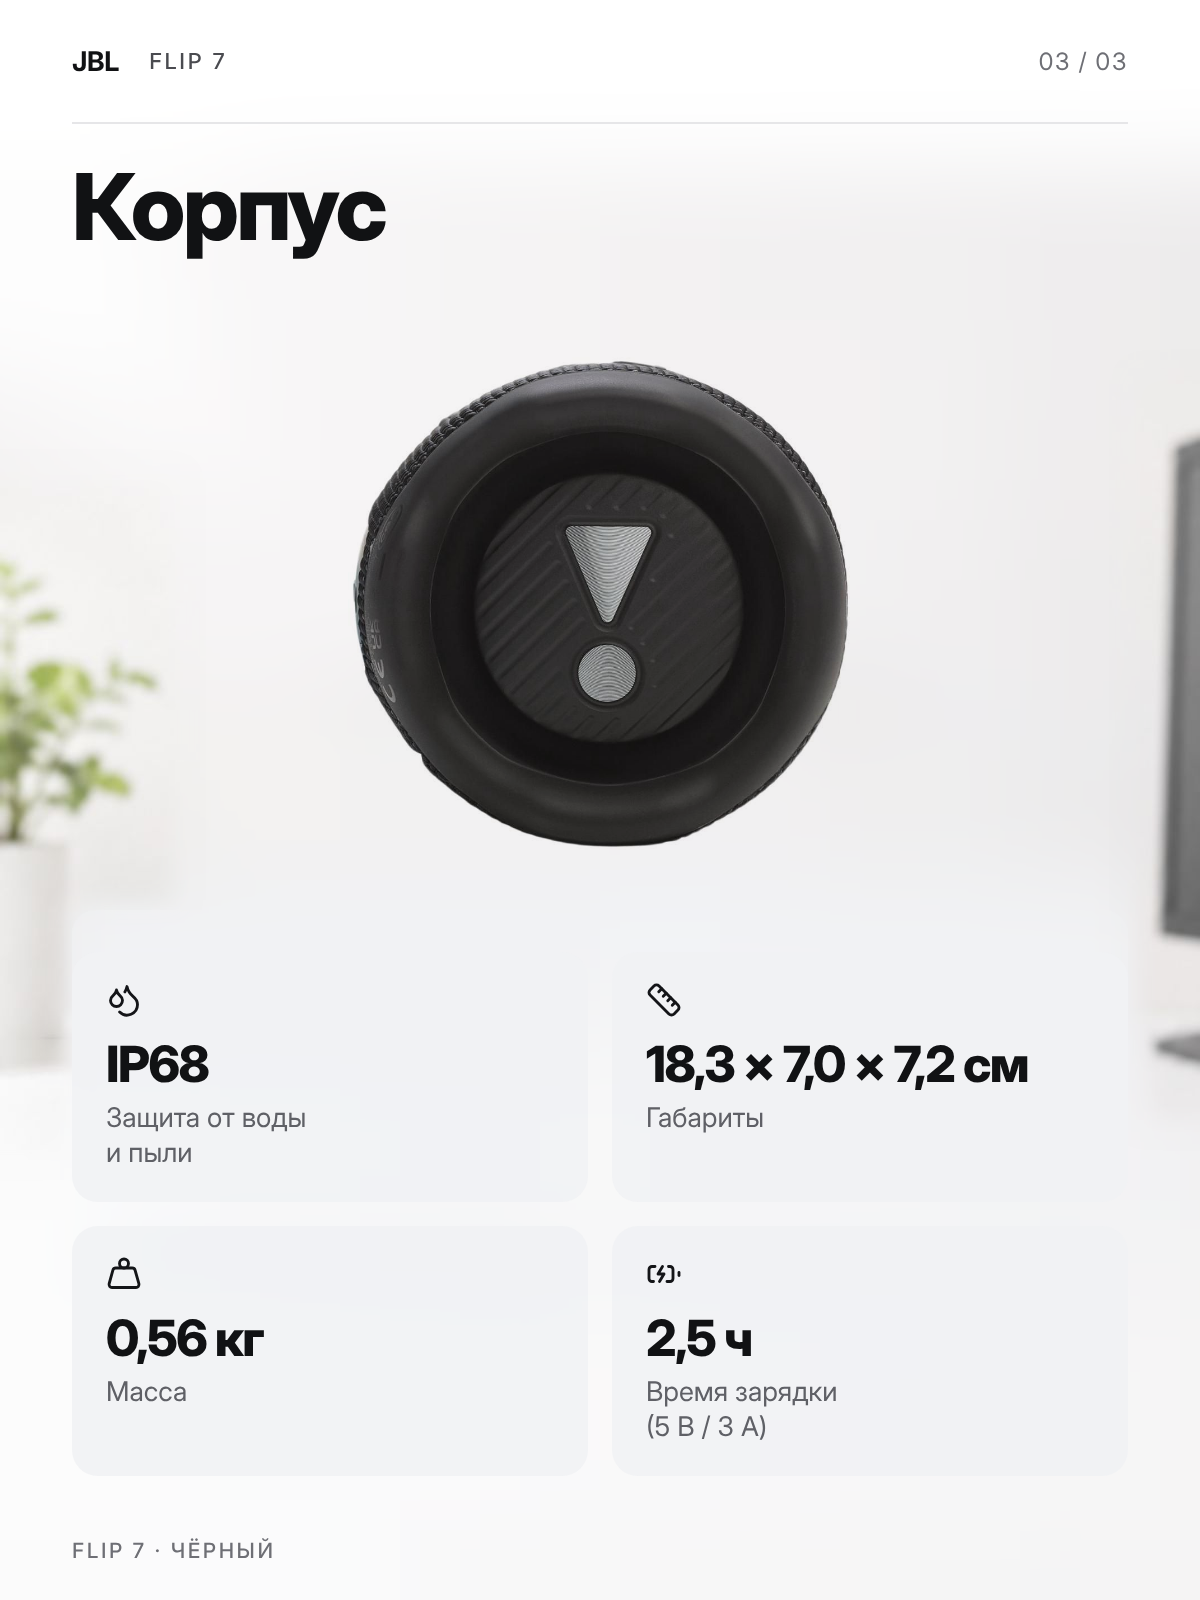 JBL FLIP 7 03 / 03
Корпус
IP68
Защита от воды
и пыли
18,3 × 7,0 × 7,2 см
Габариты
0,56 кг
Масса
2,5 ч
Время зарядки
(5 В / 3 А)
FLIP 7 · ЧЁРНЫЙ